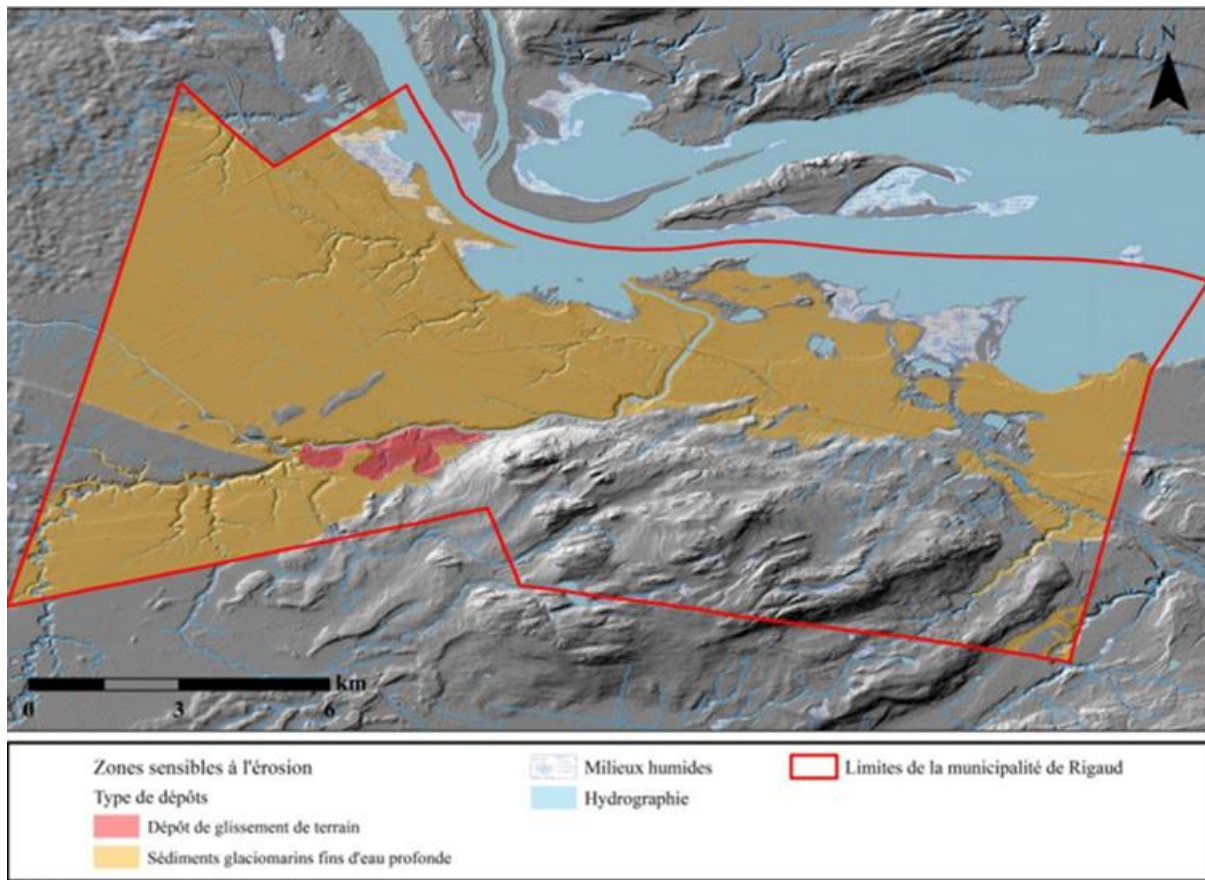 N
km
0 3 6
Zones sensibles à l'érosion
Type de dépôts
Dépôt de glissement de terrain
Sédiments glaciomarins fins d'eau profonde
Milieux humides
Hydrographie
Limites de la municipalité de Rigaud